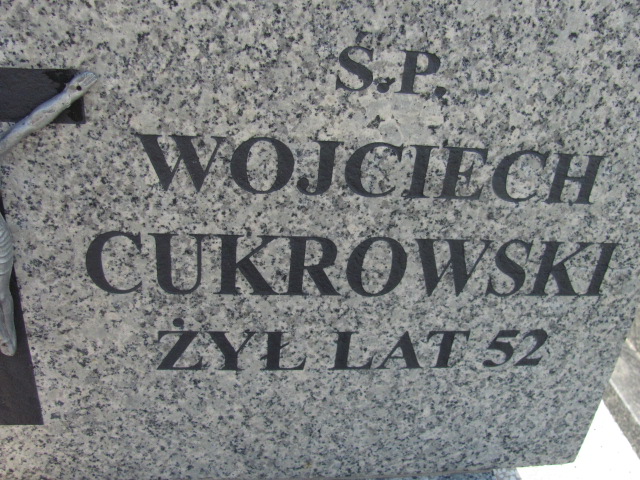 Ś.P.
WOJCIECH
CUKROWSKI
ŻYŁ LAT 52